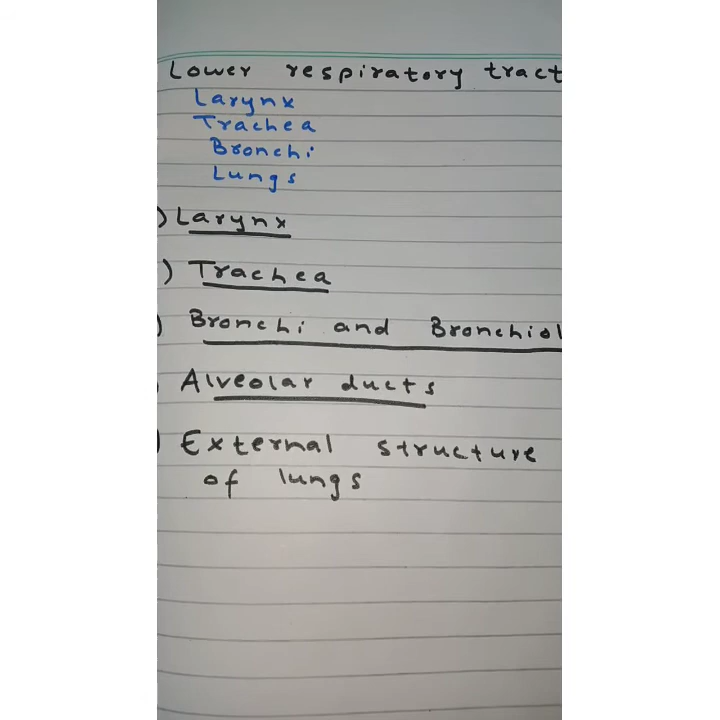 Lower respiratory tract
Larynx
Trachea
Bronchi
Lungs
) Larynx
) Trachea
) Bronchi and Bronchiol
Alveolar ducts
) External structure
of lungs